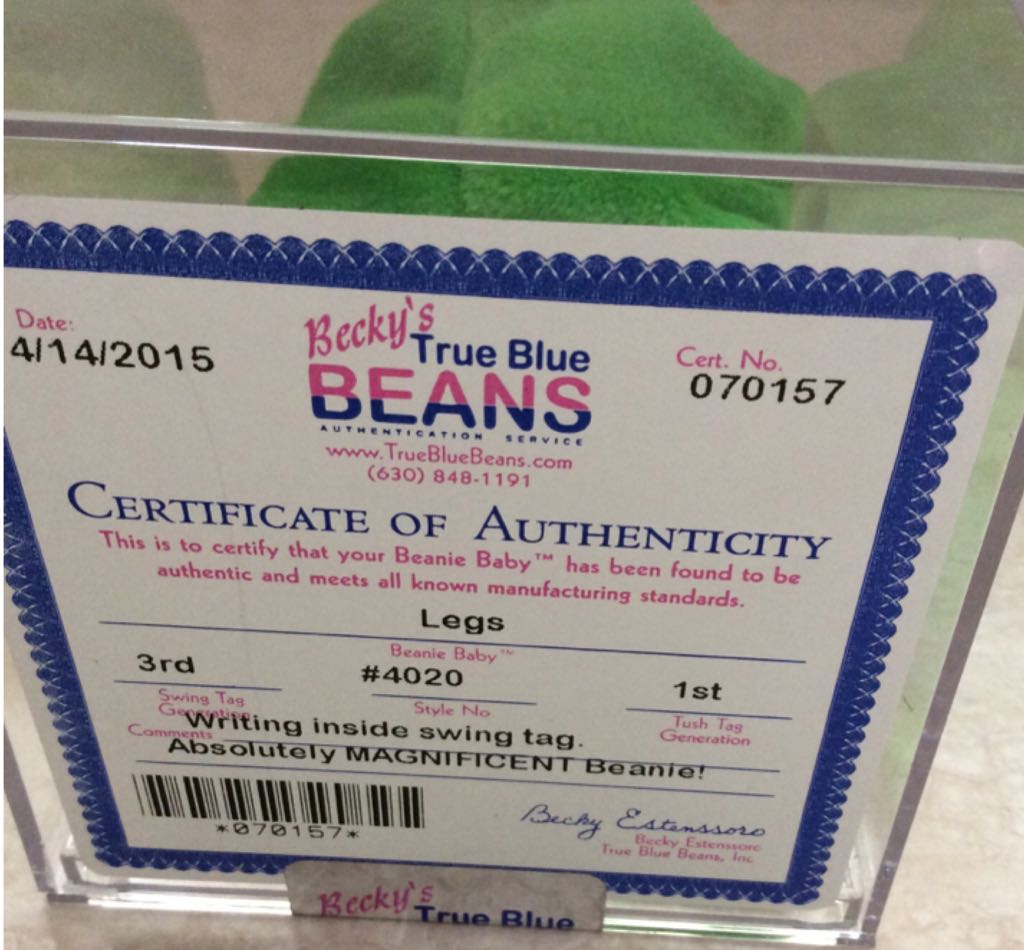 Date:
4/14/2015
Becky's
True Blue
BEANS
AUTHENTICATION SERVICE
www.TrueBlueBeans.com
(630) 848-1191
Cert. No.
070157
CERTIFICATE OF AUTHENTICITY
This is to certify that your Beanie Baby™ has been found to be
authentic and meets all known manufacturing standards.
Legs
Beanie Baby™
3rd
Swing Tag
Generation
#4020
Style No
1st
Tush Tag
Generation
Comments
Writing inside swing tag.
Absolutely MAGNIFICENT Beanie!
*070157*
Becky Estenssoro
Becky Estenssoro
True Blue Beans, Inc
Becky's
True Blue